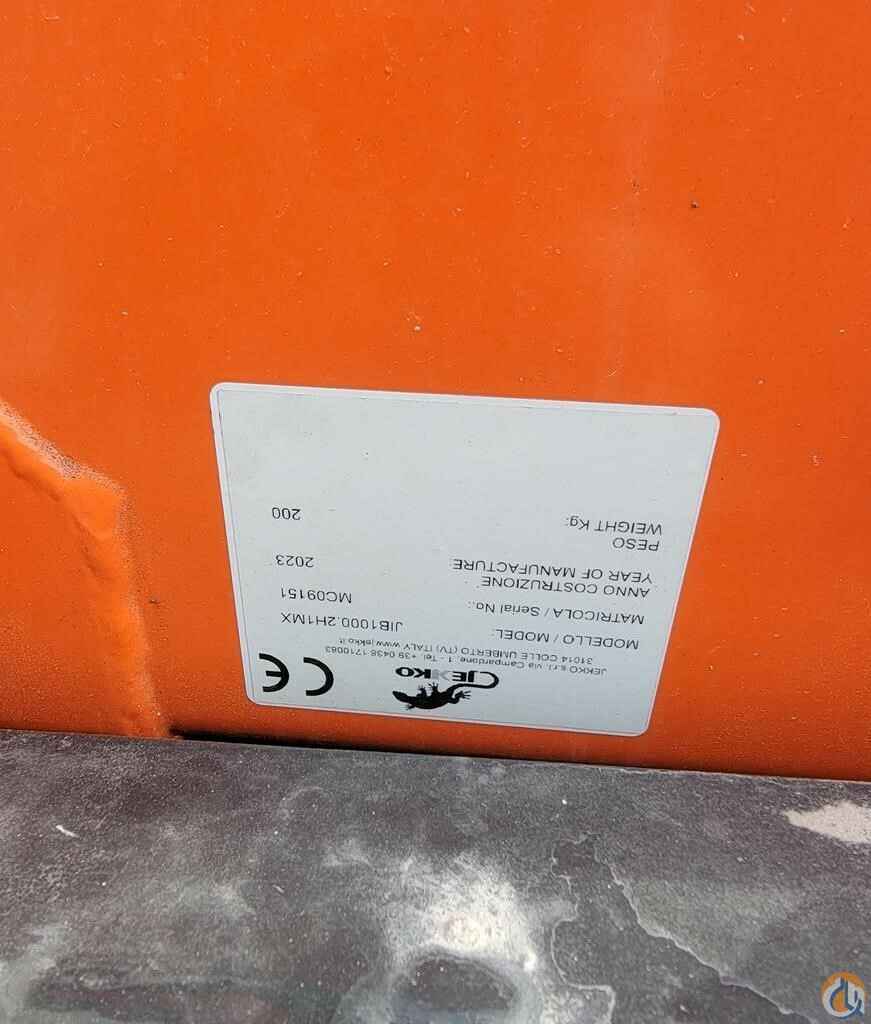 JEKKO
CE
JEKKO s.r.l. via Campardone, 1 - Tel. +39 0438 1710083
31014 COLLE UMBERTO (TV) ITALY www.jekko.it
MODELLO / MODEL: JIB1000.2H1MX
MATRICOLA / Serial No.: MC09151
ANNO COSTRUZIONE
YEAR OF MANUFACTURE 2023
PESO
WEIGHT Kg: 200